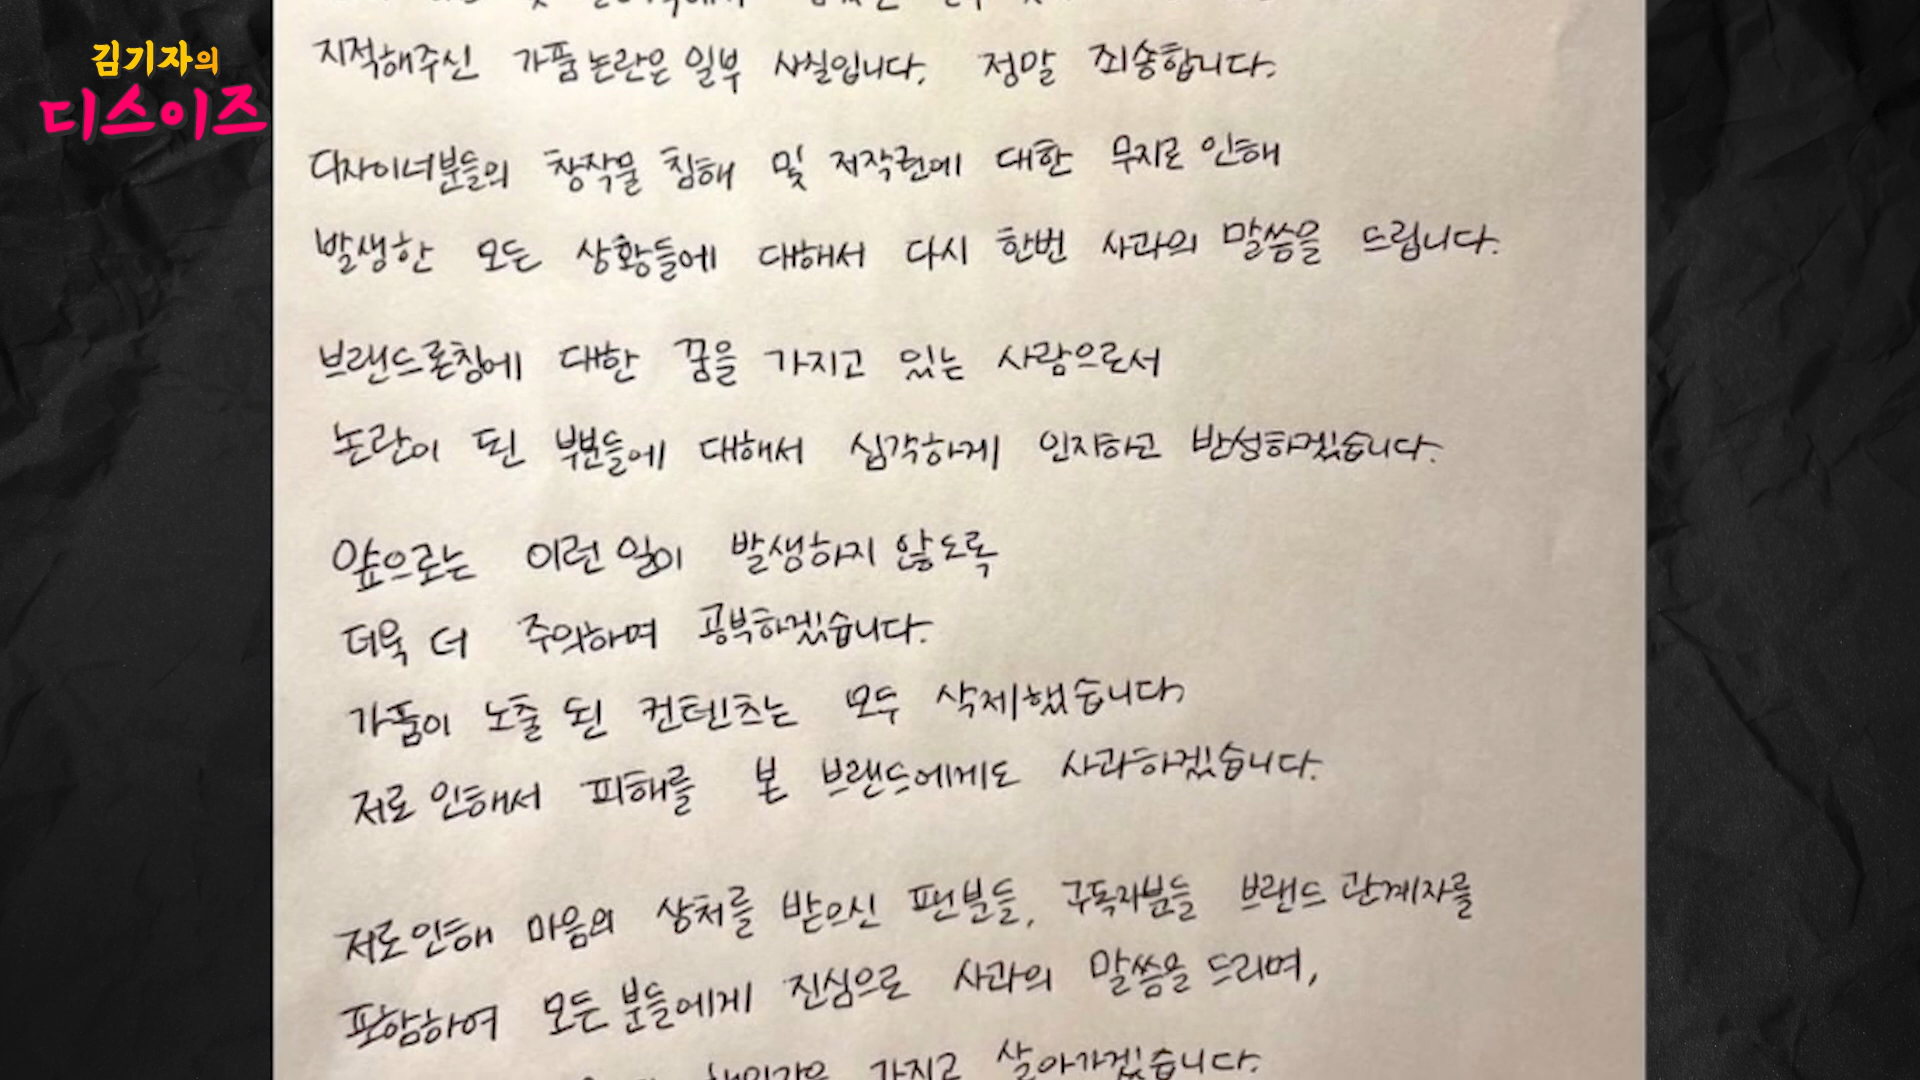 김기자의
디스이즈
지적해주신 가품 논란은 일부 사실입니다. 정말 죄송합니다.
디자이너분들의 창작물 침해 및 저작권에 대한 무지로 인해
발생한 모든 상황들에 대해서 다시 한번 사과의 말씀을 드립니다.
브랜드론칭에 대한 꿈을 가지고 있는 사람으로서
논란이 된 부분들에 대해서 심각하게 인지하고 반성하겠습니다.
앞으로는 이런 일이 발생하지 않도록
더욱 더 주의하며 공부하겠습니다.
가품이 노출 된 컨텐츠는 모두 삭제했습니다,
저로 인해서 피해를 본 브랜드에게도 사과하겠습니다.
저로인해 마음의 상처를 받으신 팬분들, 구독자분들 브랜드 관계자를
포함하여 모든 분들에게 진심으로 사과의 말씀을 드리며,
가지고 살아가겠습니다.